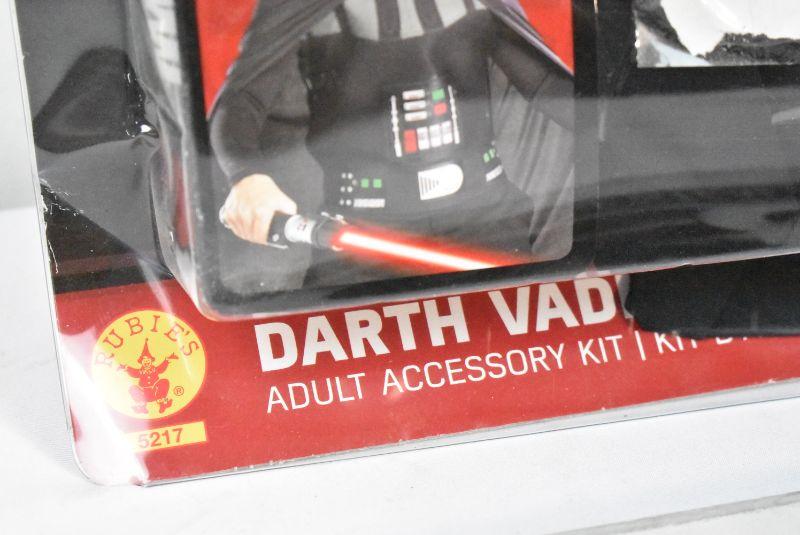 RUBIE'S
®
5217
DARTH VAD
ADULT ACCESSORY KIT | KIT D'